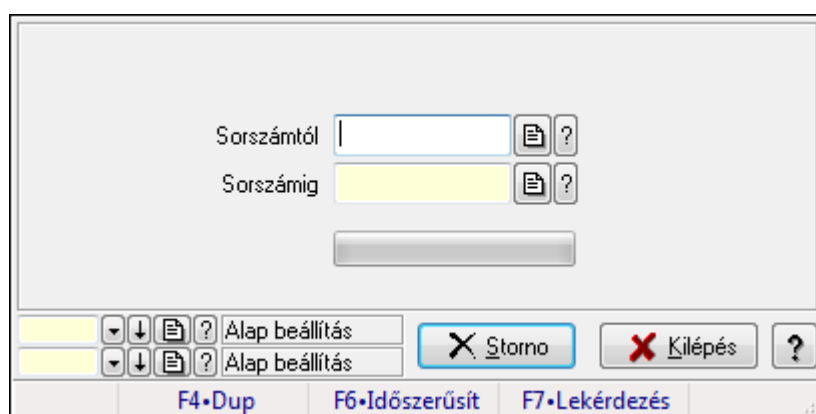 Sorszámtól ?
Sorszámig ?
? Alap beállítás
? Alap beállítás
Storno Kilépés ?
F4•Dup F6•Időszerűsít F7•Lekérdezés